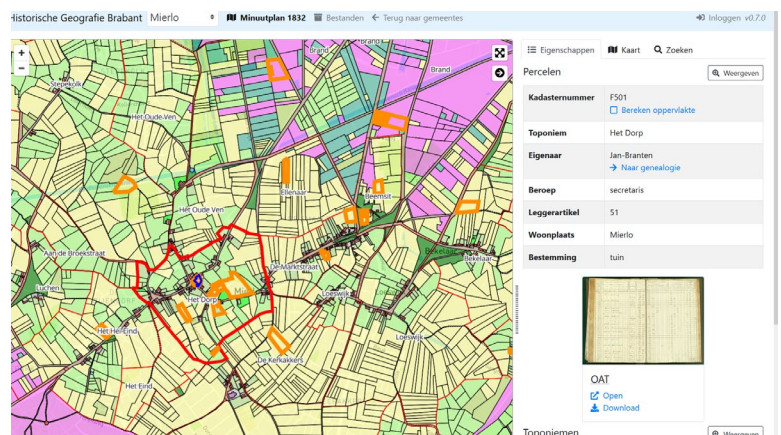 Historische Geografie Brabant Mierlo Minuutplan 1832 Bestanden Terug naar gemeentes Inloggen v0.7.0
+
−
Brand
Brand
Stepekolk
Het Oude Ven
Ellenaar
Beemsit
Het Oude Ven
Aan de Broekstraat
De Marktstraat
Bekelaar
Bekelaar
Luchen
Mie
Het Dorp
Loeswijk
Het Her-Eind
Loeswijk
De Kerkakkers
Het Eind
Eigenschappen Kaart Zoeken
Percelen Weergeven
Kadasternummer F501
Bereken oppervlakte
Toponiem Het Dorp
Eigenaar Jan-Branten
Naar genealogie
Beroep secretaris
Leggerartikel 51
Woonplaats Mierlo
Bestemming tuin
OAT
Open
Download
Toponiemen Weergeven